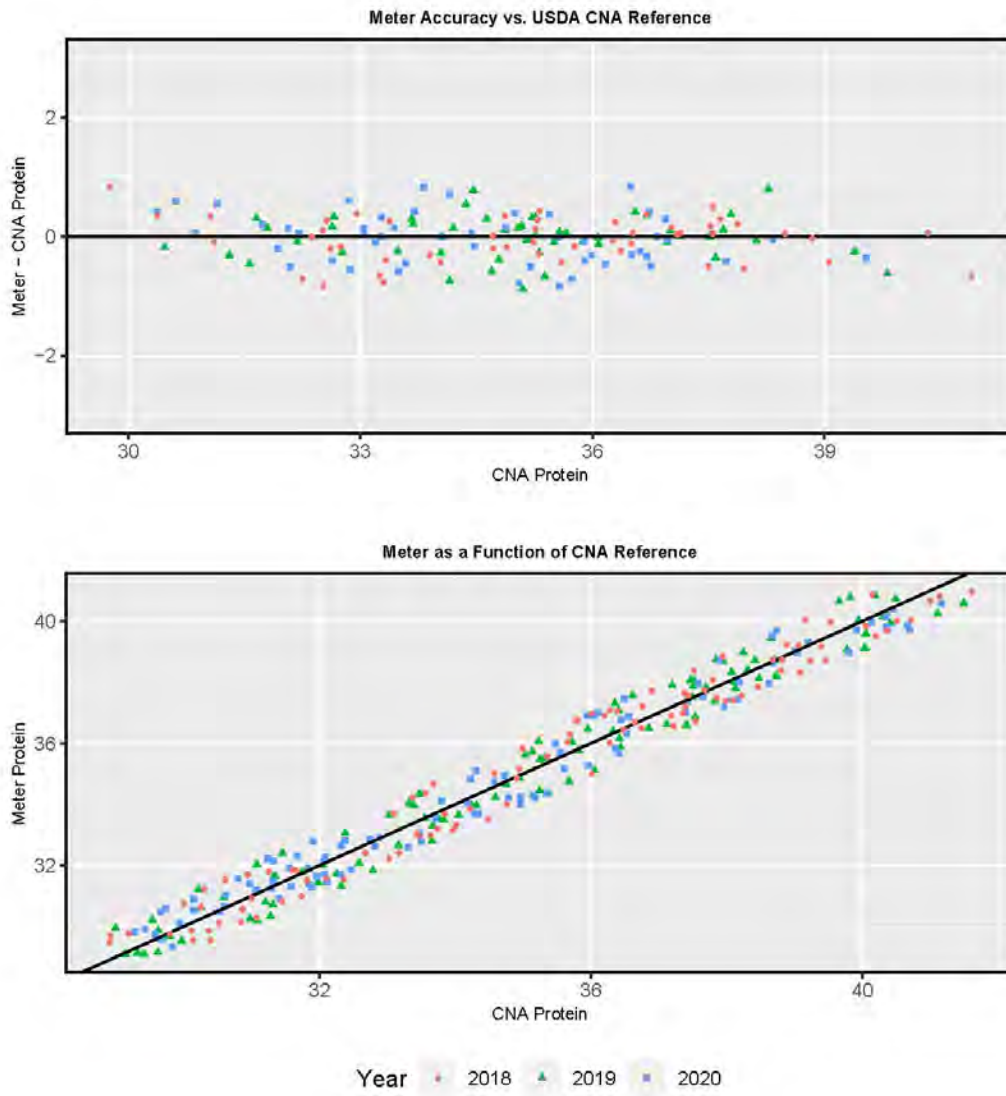 Meter Accuracy vs. USDA CNA Reference
2
0
−2
Meter − CNA Protein
30 33 36 39
CNA Protein
Meter as a Function of CNA Reference
40
36
32
Meter Protein
32 36 40
CNA Protein
Year 2018 2019 2020